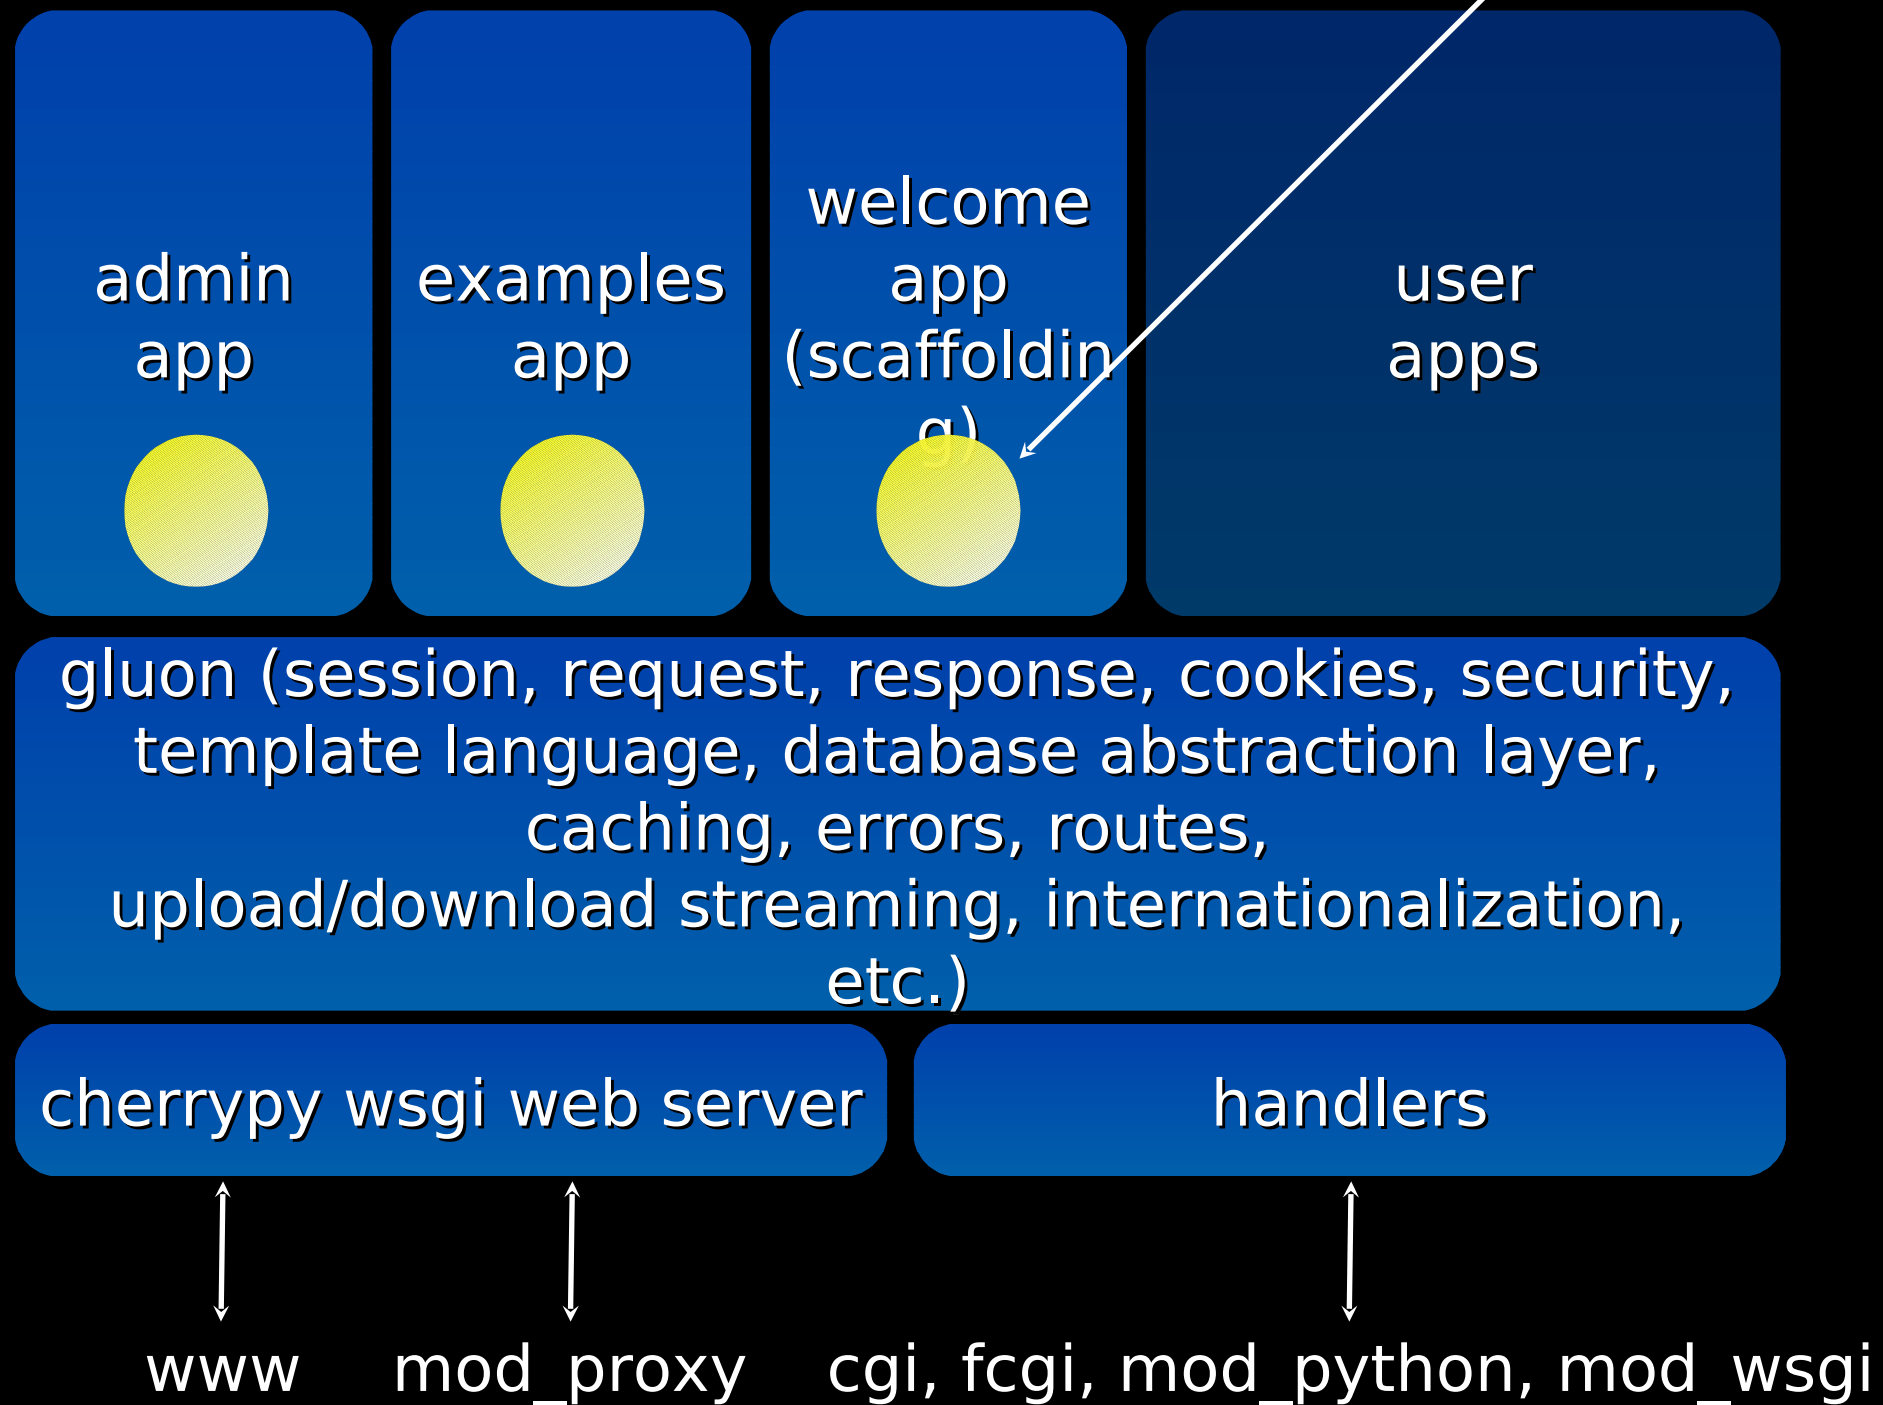 admin
app
examples
app
welcome
app
(scaffoldin
g)
user
apps
gluon (session, request, response, cookies, security,
template language, database abstraction layer,
caching, errors, routes,
upload/download streaming, internationalization,
etc.)
cherrypy wsgi web server
handlers
www
mod_proxy
cgi, fcgi, mod_python, mod_wsgi